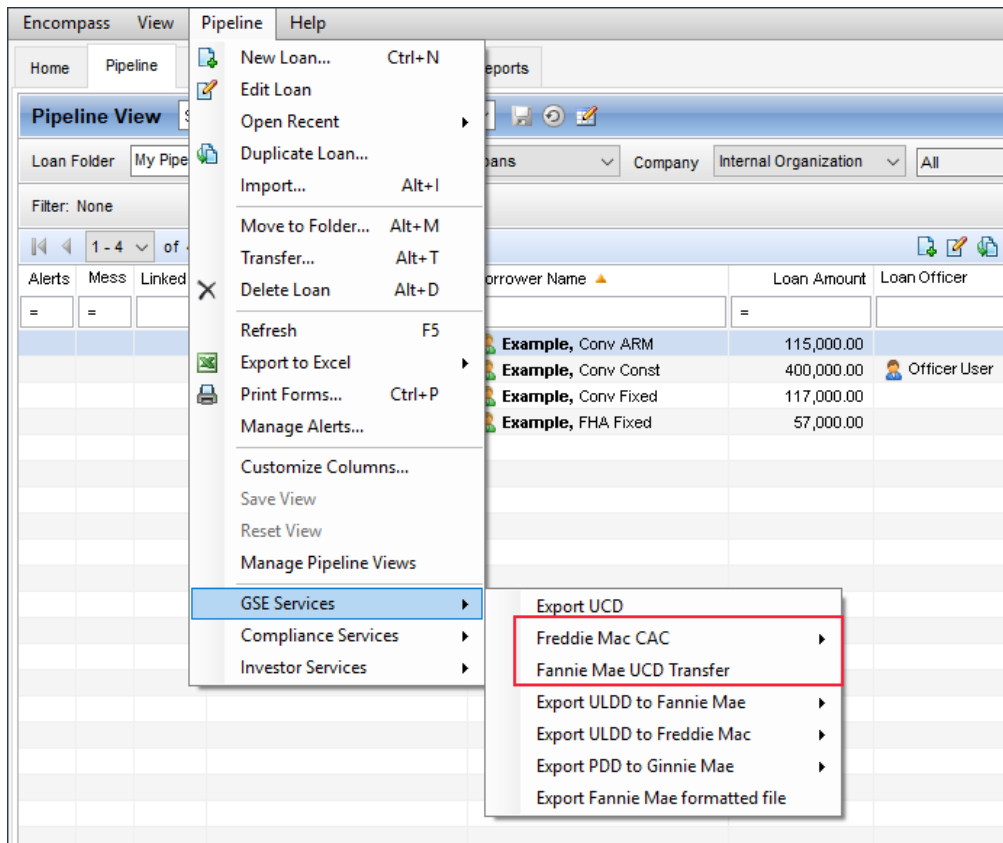 Encompass View Pipeline Help
Home Pipeline
Pipeline View
Loan Folder Company Internal Organization All
Filter: None
1 - 4 of
Alerts Mess Linked Loan Amount Loan Officer
= = =
New Loan... Ctrl+N
Edit Loan
Open Recent
Duplicate Loan...
Import... Alt+I
Move to Folder... Alt+M
Transfer... Alt+T
Delete Loan Alt+D
Refresh F5
Export to Excel
Print Forms... Ctrl+P
Manage Alerts...
Customize Columns...
Save View
Reset View
Manage Pipeline Views
GSE Services
Compliance Services
Investor Services
Export UCD
Freddie Mac CAC
Fannie Mae UCD Transfer
Export ULDD to Fannie Mae
Export ULDD to Freddie Mac
Export PDD to Ginnie Mae
Export Fannie Mae formatted file
Name
Example, Conv ARM 115,000.00
Example, Conv Const 400,000.00 Officer User
Example, Conv Fixed 117,000.00
Example, FHA Fixed 57,000.00